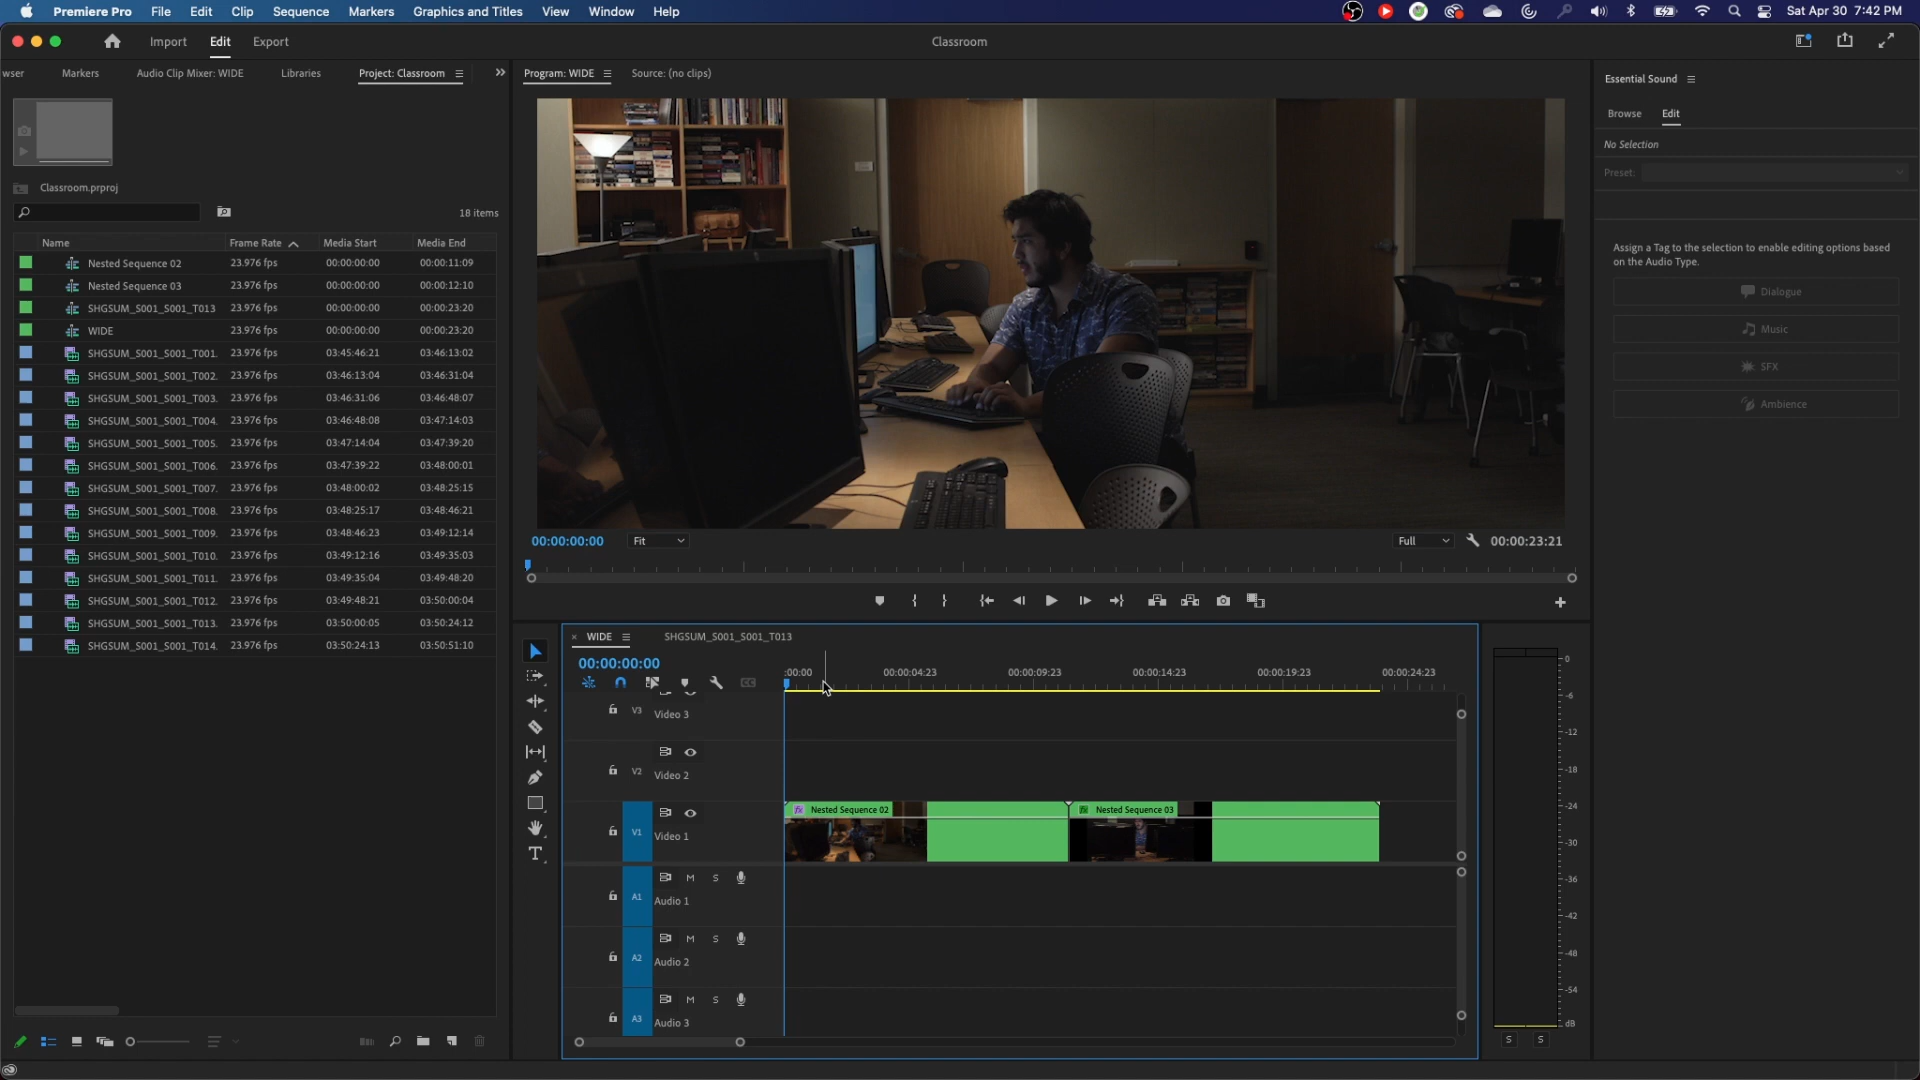 Premiere Pro File Edit Clip Sequence Markers Graphics and Titles View Window Help Sat Apr 30 7:42 PM
Import Edit Export Classroom
wser Markers Audio Clip Mixer: WIDE Libraries Project: Classroom
Classroom.prproj
18 items
Name Frame Rate Media Start Media End
Nested Sequence 02 23.976 fps 00:00:00:00 00:00:11:09
Nested Sequence 03 23.976 fps 00:00:00:00 00:00:12:10
SHGSUM_S001_S001_T013 23.976 fps 00:00:00:00 00:00:23:20
WIDE 23.976 fps 00:00:00:00 00:00:23:20
SHGSUM_S001_S001_T001. 23.976 fps 03:45:46:21 03:46:13:02
SHGSUM_S001_S001_T002. 23.976 fps 03:46:13:04 03:46:31:04
SHGSUM_S001_S001_T003. 23.976 fps 03:46:31:06 03:46:48:07
SHGSUM_S001_S001_T004. 23.976 fps 03:46:48:08 03:47:14:03
SHGSUM_S001_S001_T005. 23.976 fps 03:47:14:04 03:47:39:20
SHGSUM_S001_S001_T006. 23.976 fps 03:47:39:22 03:48:00:01
SHGSUM_S001_S001_T007. 23.976 fps 03:48:00:02 03:48:25:15
SHGSUM_S001_S001_T008. 23.976 fps 03:48:25:17 03:48:46:21
SHGSUM_S001_S001_T009. 23.976 fps 03:48:46:23 03:49:12:14
SHGSUM_S001_S001_T010. 23.976 fps 03:49:12:16 03:49:35:03
SHGSUM_S001_S001_T011. 23.976 fps 03:49:35:04 03:49:48:20
SHGSUM_S001_S001_T012. 23.976 fps 03:49:48:21 03:50:00:04
SHGSUM_S001_S001_T013. 23.976 fps 03:50:00:05 03:50:24:12
SHGSUM_S001_S001_T014. 23.976 fps 03:50:24:13 03:50:51:10
Program: WIDE Source: (no clips)
00:00:00:00 Fit Full 00:00:23:21
WIDE SHGSUM_S001_S001_T013
00:00:00:00
:00:00 00:00:04:23 00:00:09:23 00:00:14:23 00:00:19:23 00:00:24:23
CC
V3 Video 3
V2 Video 2
Nested Sequence 02 Nested Sequence 03
V1 Video 1
M S
A1 Audio 1
M S
A2 Audio 2
M S
A3 Audio 3
T
0
-6
-12
-18
-24
-30
-36
-42
-48
-54
dB
S S
Essential Sound
Browse Edit
No Selection
Preset:
Assign a Tag to the selection to enable editing options based
on the Audio Type.
Dialogue
Music
SFX
Ambience